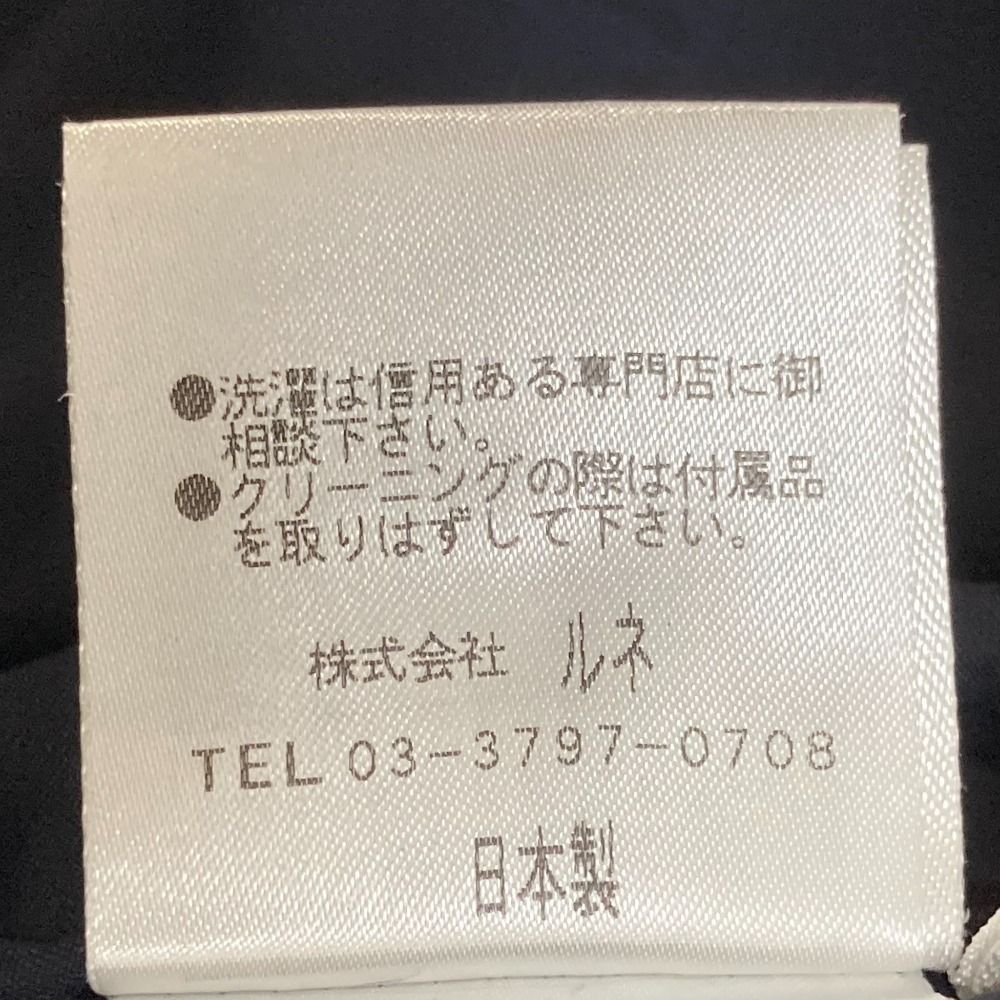 ●洗濯は信用ある専門店に御
相談下さい。
●クリーニングの際は付属品
を取りはずして下さい。
株式会社 ルネ
TEL 03-3797-0708
日本製